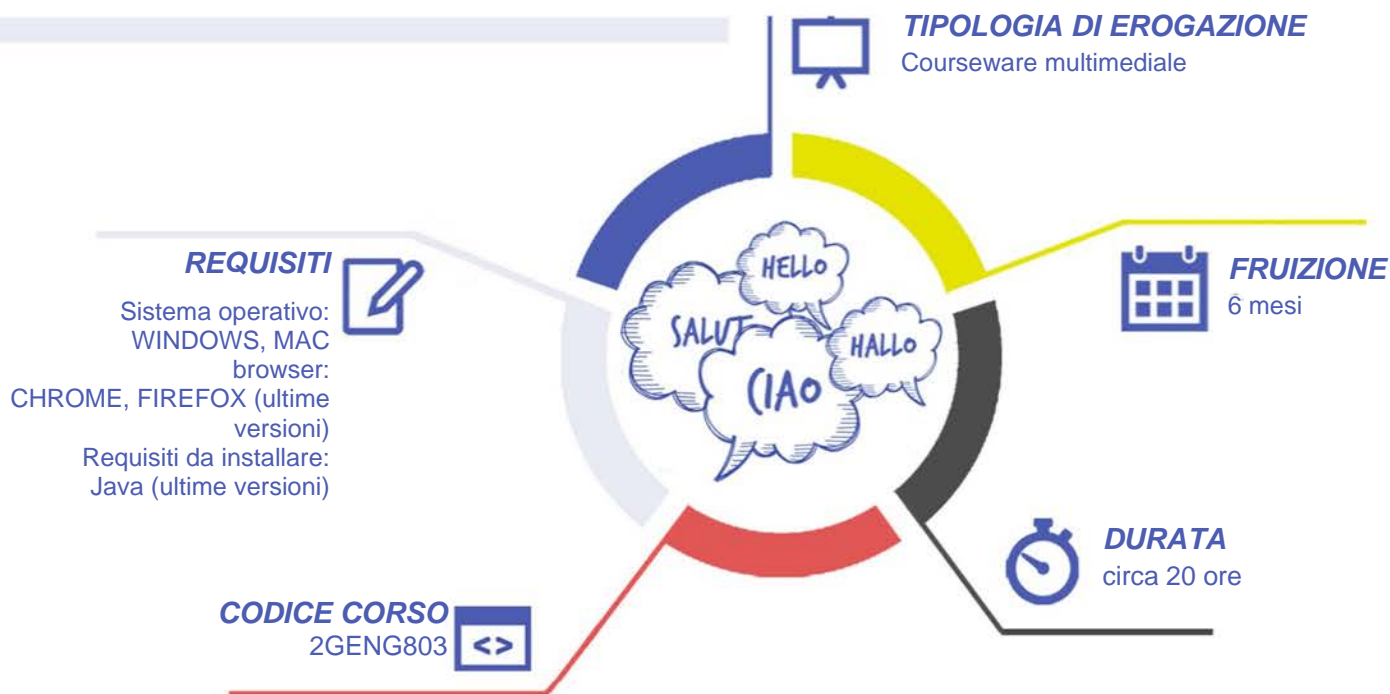 TIPOLOGIA DI EROGAZIONE
Courseware multimediale
REQUISITI
Sistema operativo:
WINDOWS, MAC
browser:
CHROME, FIREFOX (ultime
versioni)
Requisiti da installare:
Java (ultime versioni)
HELLO
SALUT
HALLO
CIAO
FRUIZIONE
6 mesi
DURATA
circa 20 ore
CODICE CORSO
2GENG803
<>